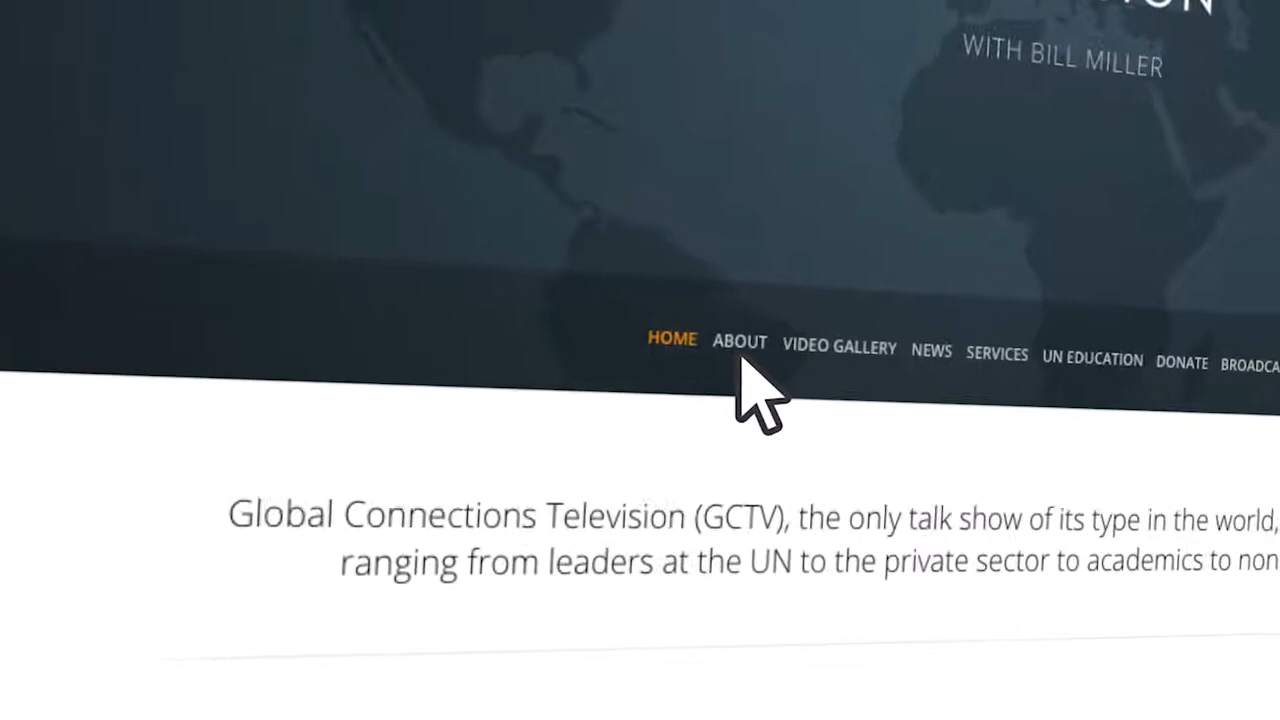 WITH BILL MILLER
HOME ABOUT VIDEO GALLERY NEWS SERVICES UN EDUCATION DONATE
Global Connections Television (GCTV), the only talk show of its type in the world,
ranging from leaders at the UN to the private sector to academics to non